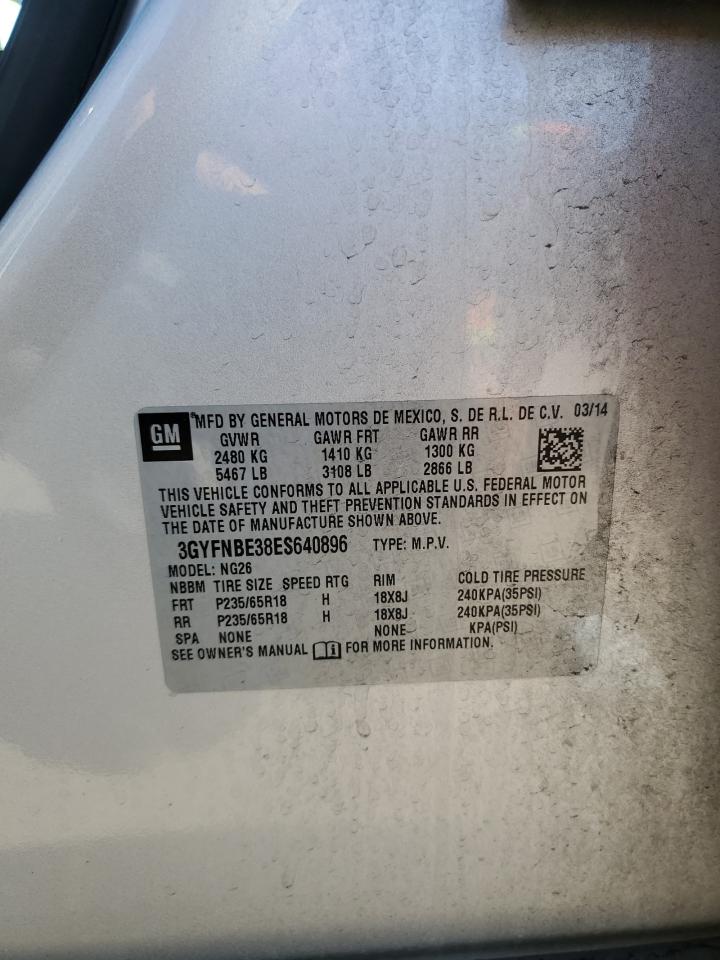 GM
MFD BY GENERAL MOTORS DE MEXICO, S. DE R.L. DE C.V. 03/14
GVWR GAWR FRT GAWR RR
2480 KG 1410 KG 1300 KG
5467 LB 3108 LB 2866 LB
THIS VEHICLE CONFORMS TO ALL APPLICABLE U.S. FEDERAL MOTOR
VEHICLE SAFETY AND THEFT PREVENTION STANDARDS IN EFFECT ON
THE DATE OF MANUFACTURE SHOWN ABOVE.
3GYFNBE38ES640896 TYPE: M.P.V.
MODEL: NG26
NBBM TIRE SIZE SPEED RTG RIM COLD TIRE PRESSURE
FRT P235/65R18 H 18X8J 240KPA(35PSI)
RR P235/65R18 H 18X8J 240KPA(35PSI)
SPA NONE NONE KPA(PSI)
SEE OWNER'S MANUAL FOR MORE INFORMATION.